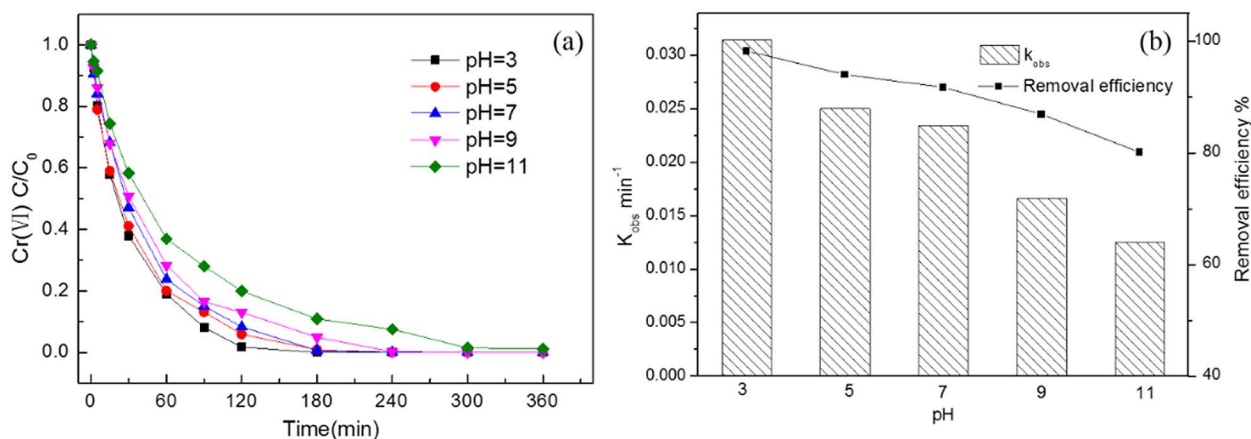 (a)
pH=3
pH=5
pH=7
pH=9
pH=11
1.0
0.8
0.6
0.4
0.2
0.0
Cr(VI) C/C₀
0 60 120 180 240 300 360
Time(min)
(b)
k_obs
Removal efficiency
0.030
0.025
0.020
0.015
0.010
0.005
0.000
K_obs min⁻¹
100
80
60
40
Removal efficiency %
3 5 7 9 11
pH